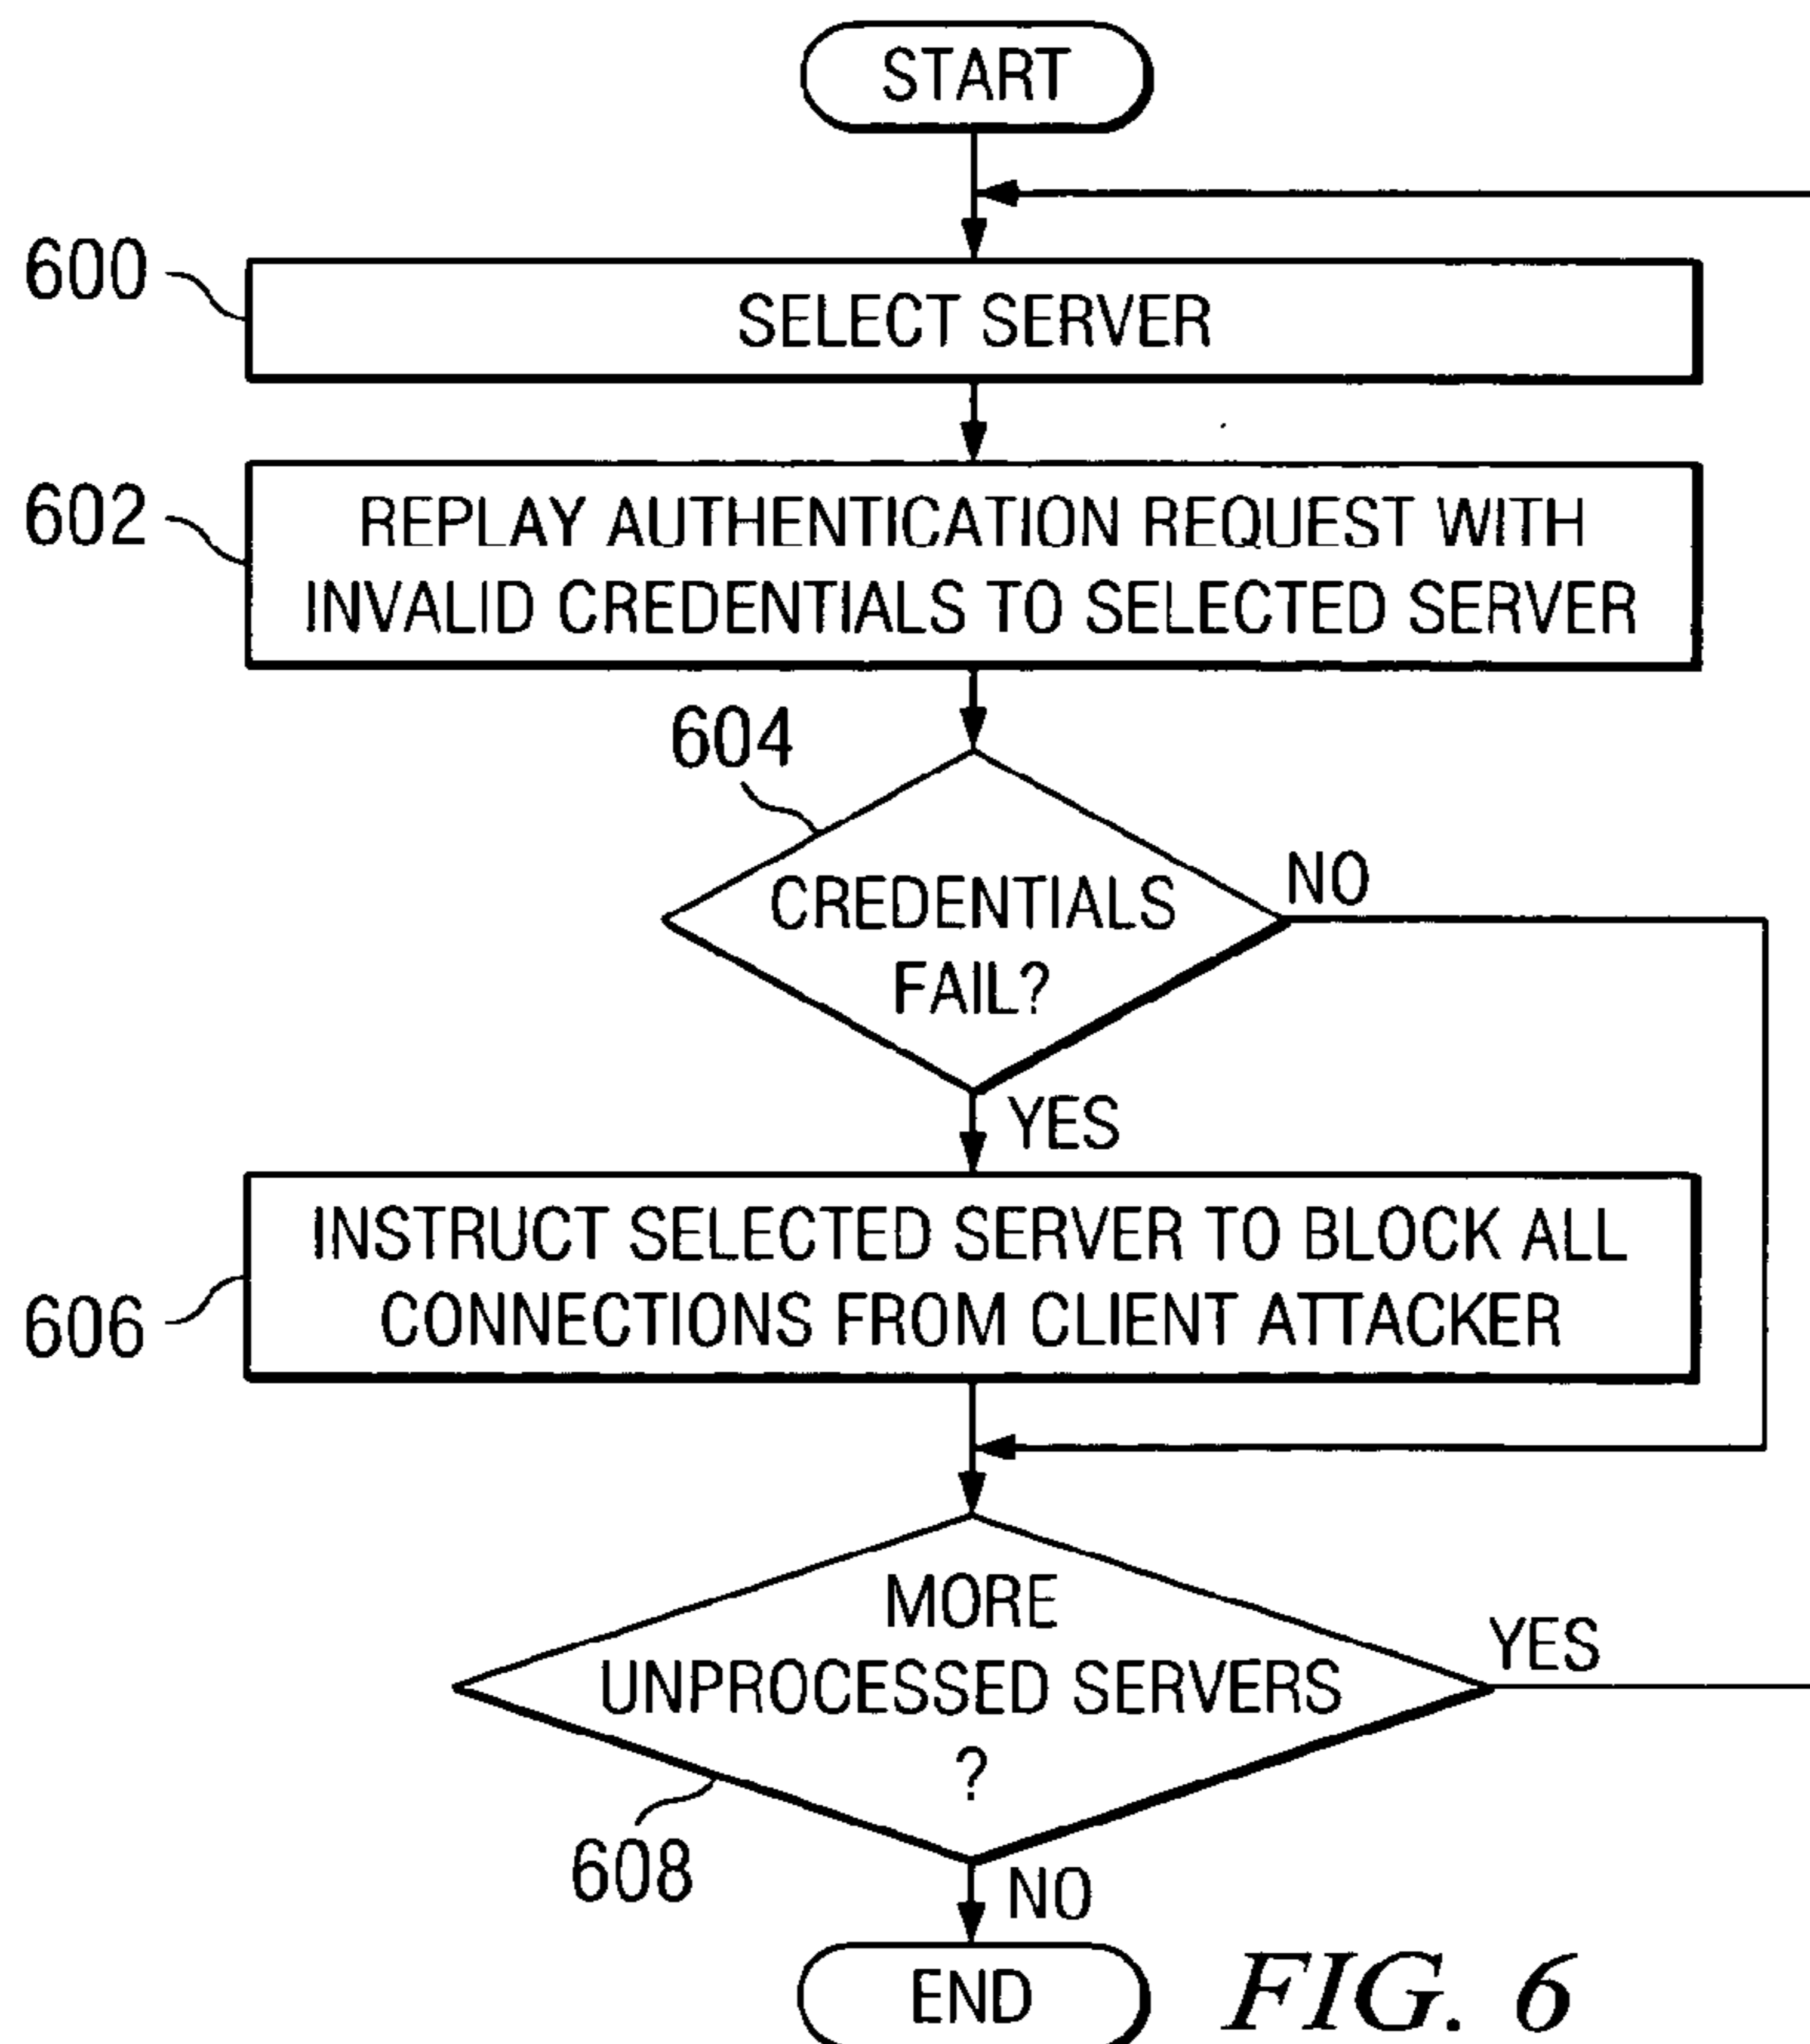 START
600
SELECT SERVER
602
REPLAY AUTHENTICATION REQUEST WITH
INVALID CREDENTIALS TO SELECTED SERVER
604
CREDENTIALS
FAIL?
NO
YES
INSTRUCT SELECTED SERVER TO BLOCK ALL
CONNECTIONS FROM CLIENT ATTACKER
606
MORE
UNPROCESSED SERVERS
?
YES
608
NO
END
FIG. 6